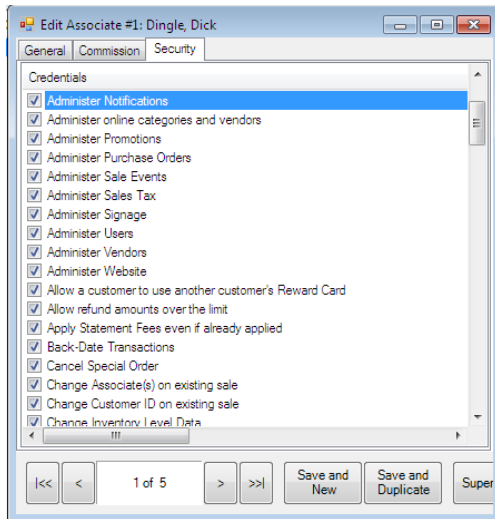 Edit Associate #1: Dingle, Dick
General Commission Security
Credentials
Administer Notifications
Administer online categories and vendors
Administer Promotions
Administer Purchase Orders
Administer Sale Events
Administer Sales Tax
Administer Signage
Administer Users
Administer Vendors
Administer Website
Allow a customer to use another customer's Reward Card
Allow refund amounts over the limit
Apply Statement Fees even if already applied
Back-Date Transactions
Cancel Special Order
Change Associate(s) on existing sale
Change Customer ID on existing sale
Change Inventory Level Data
|<< < 1 of 5 > >>| Save and New Save and Duplicate Super